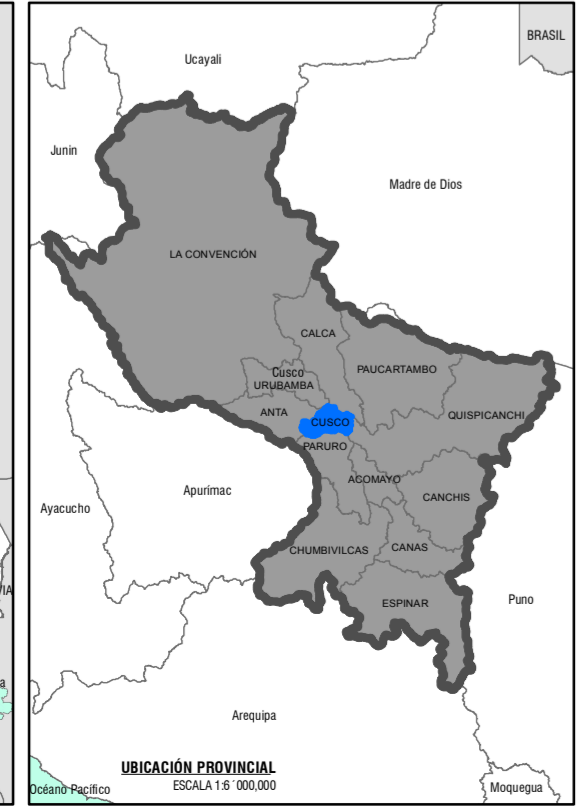 BRASIL
Ucayali
Junin
Madre de Dios
LA CONVENCIÓN
CALCA
PAUCARTAMBO
Cusco
URUBAMBA
ANTA
QUISPICANCHI
CUSCO
PARURO
ACOMAYO
Apurímac
CANCHIS
Ayacucho
CHUMBIVILCAS
CANAS
VIA
ESPINAR
Puno
a
Arequipa
UBICACIÓN PROVINCIAL
ESCALA 1:6´000,000
Océano Pacífico
Moquegua